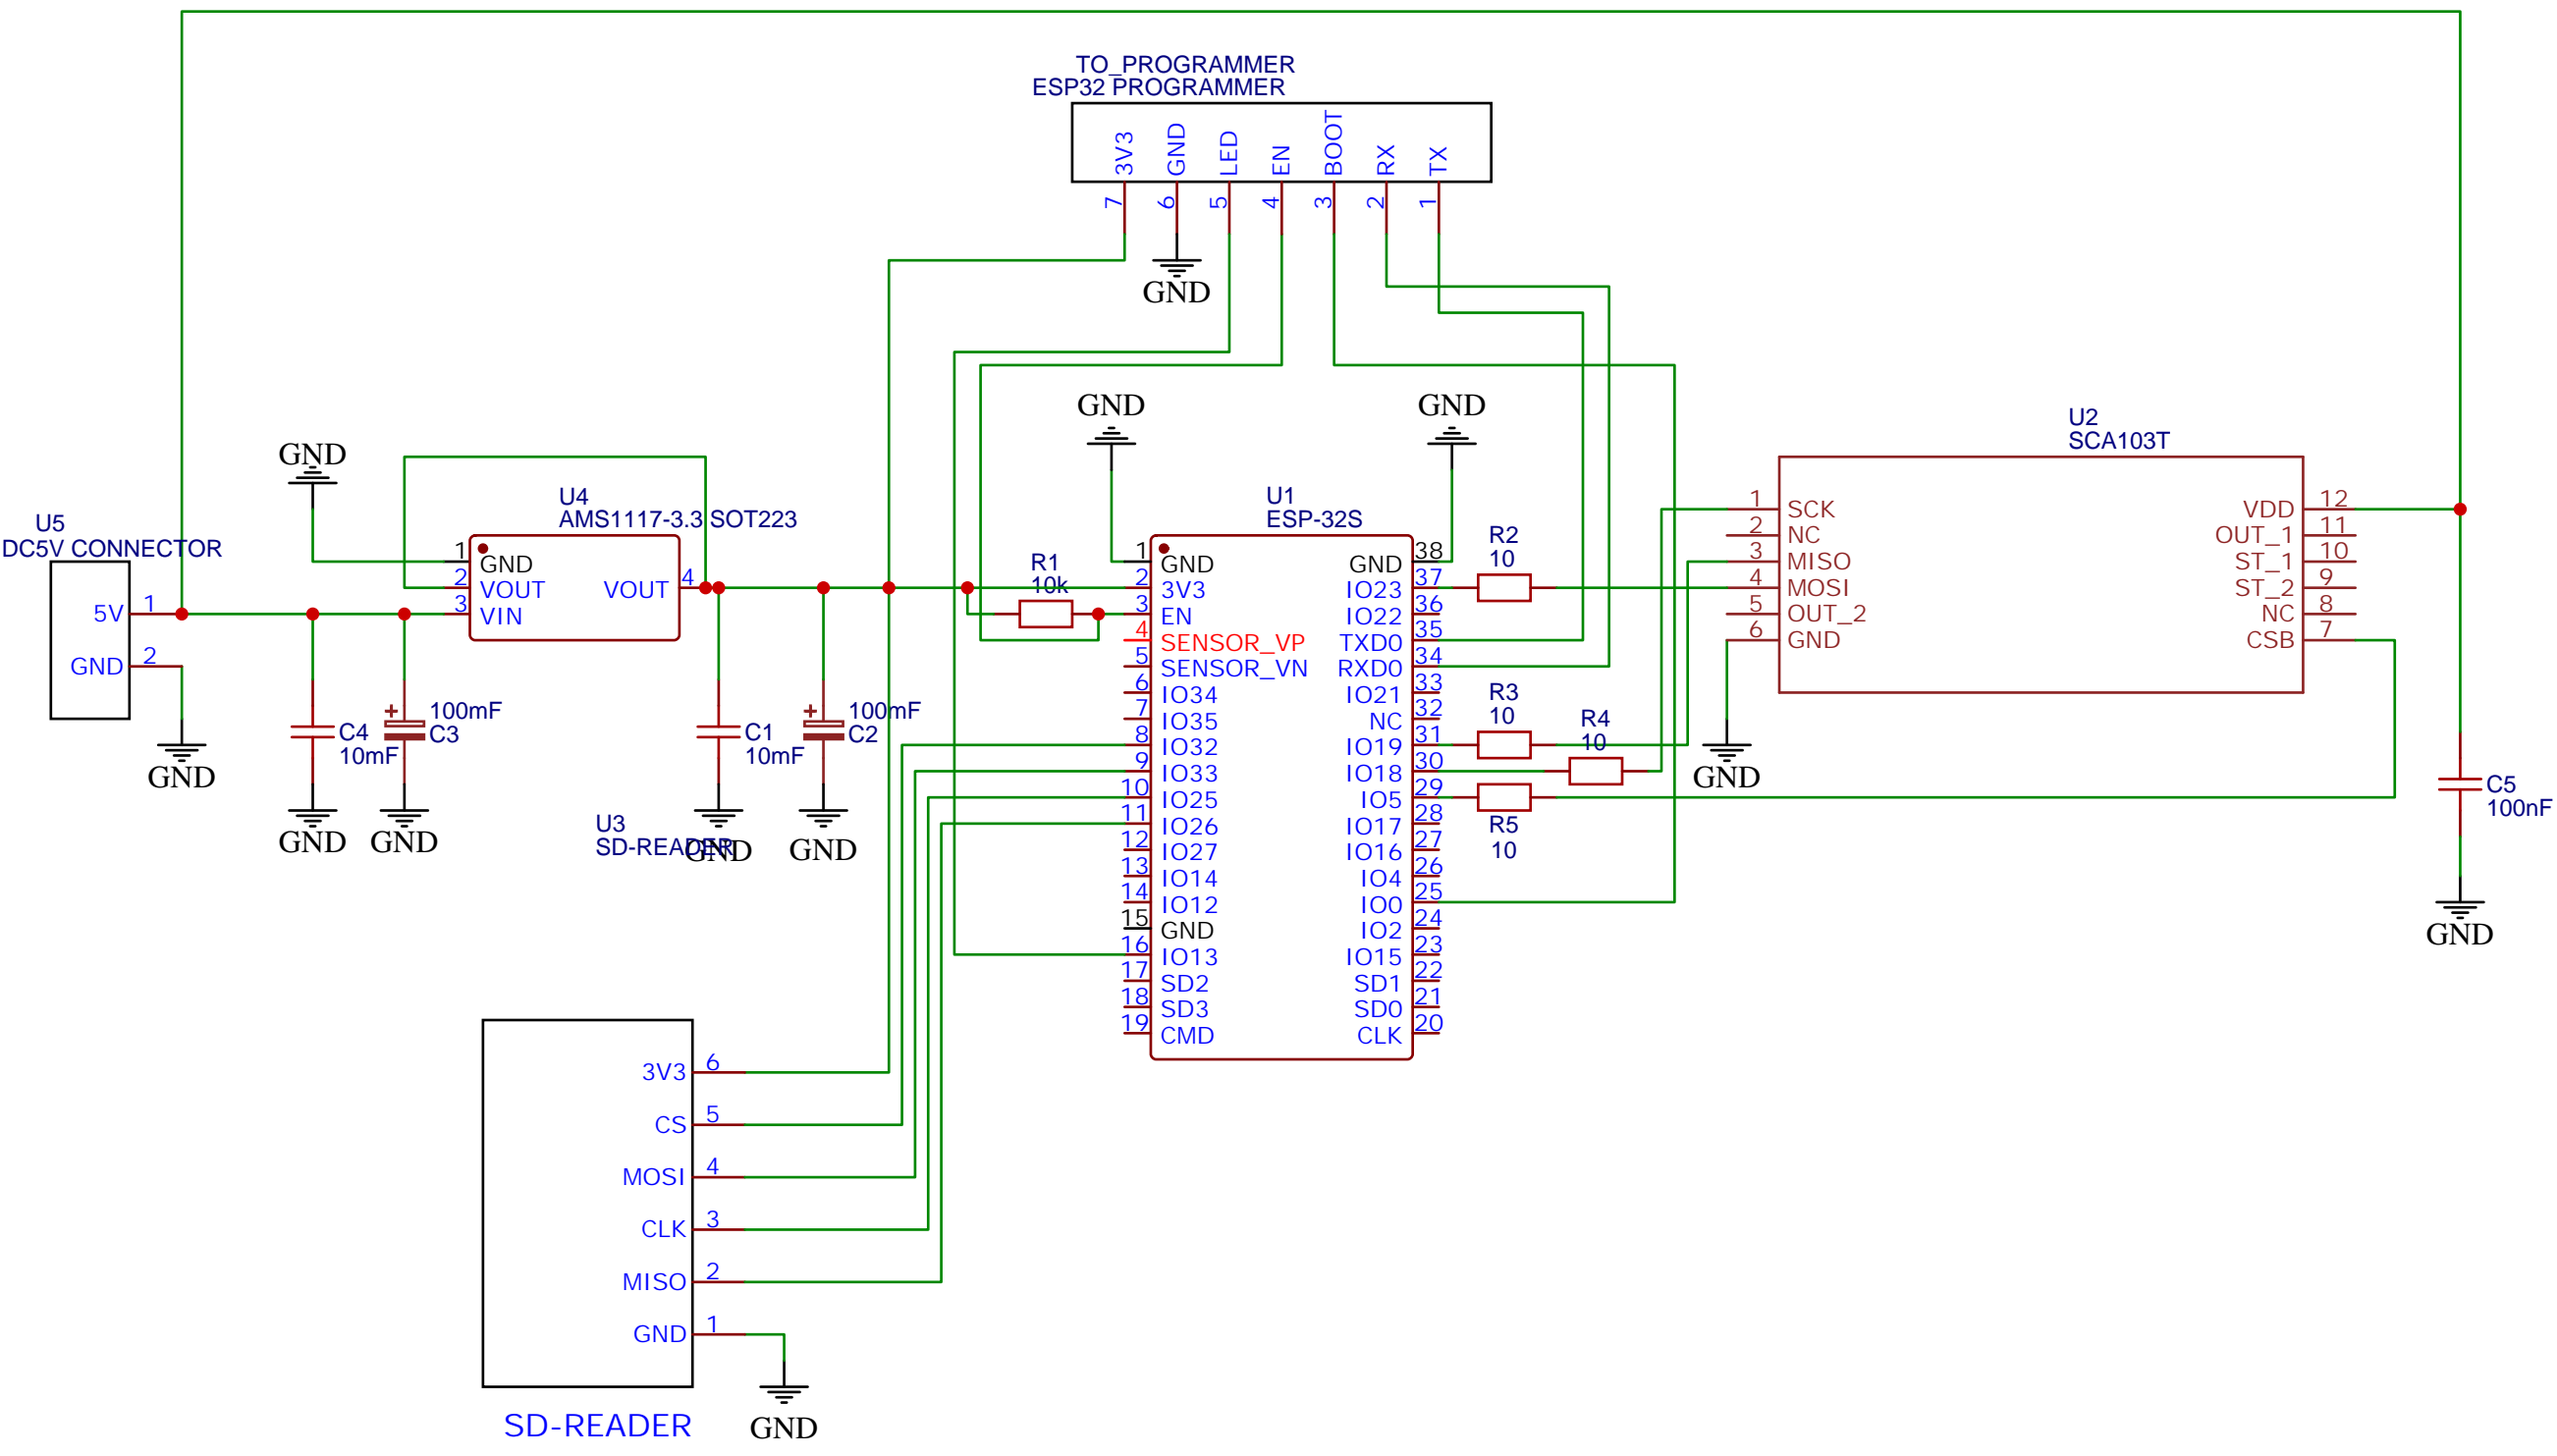 TO_PROGRAMMER
ESP32 PROGRAMMER
3V3
GND
LED
EN
BOOT
RX
TX
7
6
5
4
3
2
1
GND
GND
GND
GND
U5
DC5V CONNECTOR
5V
1
GND
2
GND
U4
AMS1117-3.3 SOT223
1
GND
2
VOUT
3
VIN
VOUT
4
C4
10mF
GND
100mF
C3
GND
C1
10mF
GND
100mF
C2
GND
R1
10k
U1
ESP-32S
1
GND
2
3V3
3
EN
4
SENSOR_VP
5
SENSOR_VN
6
IO34
7
IO35
8
IO32
9
IO33
10
IO25
11
IO26
12
IO27
13
IO14
14
IO12
15
GND
16
IO13
17
SD2
18
SD3
19
CMD
GND
38
IO23
37
IO22
36
TXD0
35
RXD0
34
IO21
33
NC
32
IO19
31
IO18
30
IO5
29
IO17
28
IO16
27
IO4
26
IO0
25
IO2
24
IO15
23
SD1
22
SD0
21
CLK
20
R2
10
R3
10
R4
10
R5
10
U2
SCA103T
1
SCK
2
NC
3
MISO
4
MOSI
5
OUT_2
6
GND
VDD
12
OUT_1
11
ST_1
10
ST_2
9
NC
8
CSB
7
GND
C5
100nF
GND
U3
SD-READER
3V3
6
CS
5
MOSI
4
CLK
3
MISO
2
GND
1
GND
SD-READER